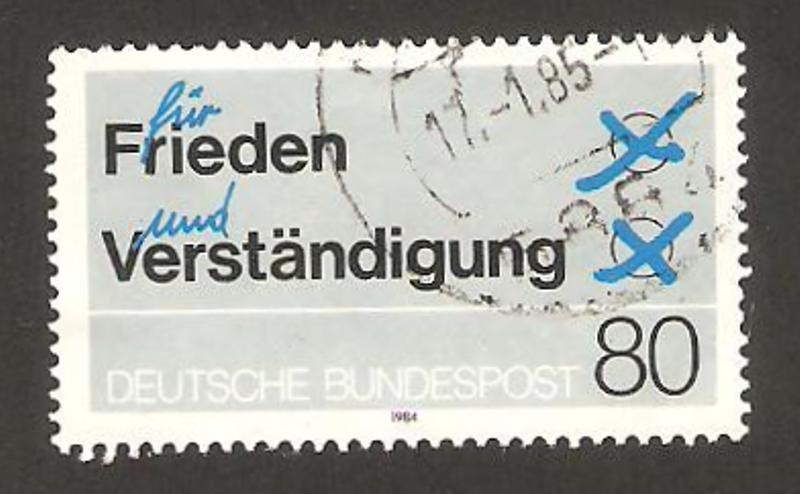 für
Frieden
und
Verständigung
DEUTSCHE BUNDESPOST 80
1984
17.-1.85-